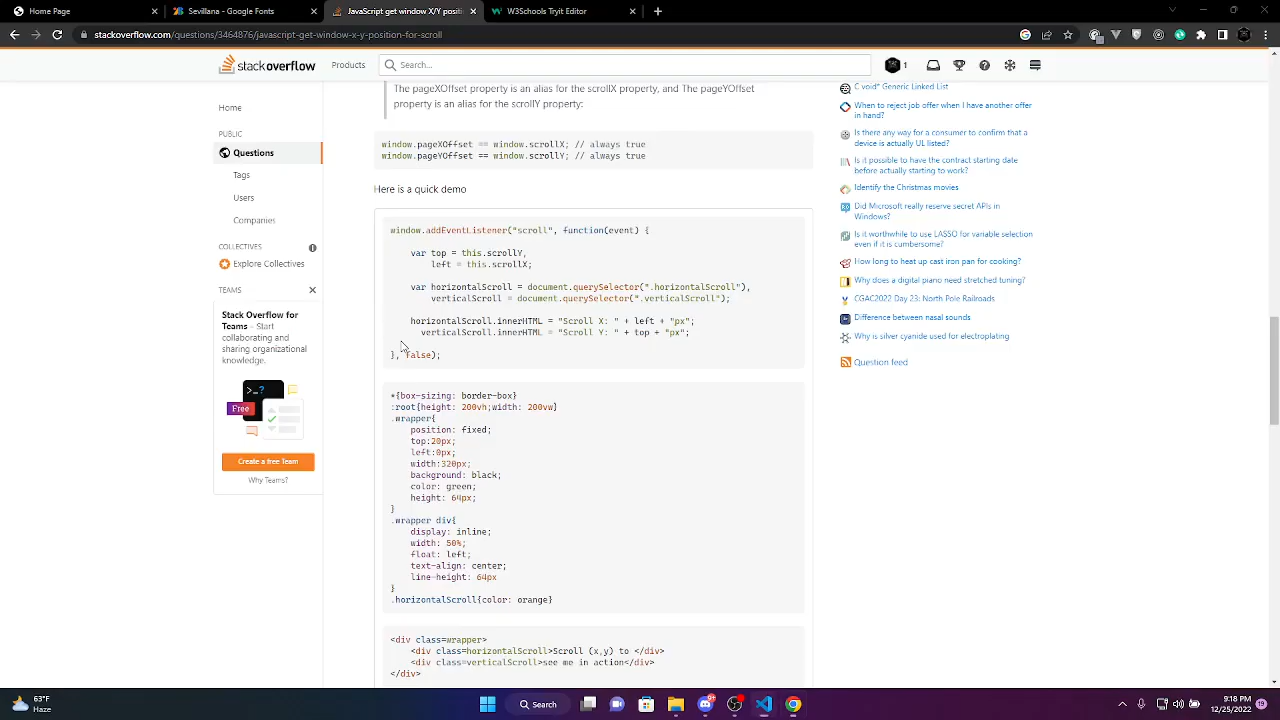 Home Page
Sevillana - Google Fonts
JavaScript get window X/Y positi
W3Schools Tryit Editor
stackoverflow.com/questions/3464876/javascript-get-window-x-y-position-for-scroll
stackoverflow
Products
Search...
1
The pageXOffset property is an alias for the scrollX property, and The pageYOffset
property is an alias for the scrollY property:
window.pageXOffset == window.scrollX; // always true
window.pageYOffset == window.scrollY; // always true
Here is a quick demo
window.addEventListener("scroll", function(event) {
var top = this.scrollY,
left = this.scrollX;
var horizontalScroll = document.querySelector(".horizontalScroll"),
verticalScroll = document.querySelector(".verticalScroll");
horizontalScroll.innerHTML = "Scroll X: " + left + "px";
verticalScroll.innerHTML = "Scroll Y: " + top + "px";
}, false);
*{box-sizing: border-box}
:root{height: 200vh;width: 200vw}
.wrapper{
position: fixed;
top:20px;
left:0px;
width:320px;
background: black;
color: green;
height: 64px;
}
.wrapper div{
display: inline;
width: 50%;
float: left;
text-align: center;
line-height: 64px
}
.horizontalScroll{color: orange}
<div class=wrapper>
<div class=horizontalScroll>Scroll (x,y) to </div>
<div class=verticalScroll>see me in action</div>
</div>
Home
PUBLIC
Questions
Tags
Users
Companies
COLLECTIVES
Explore Collectives
TEAMS
Stack Overflow for
Teams – Start
collaborating and
sharing organizational
knowledge.
>_?
Free
Create a free Team
Why Teams?
C void* Generic Linked List
When to reject job offer when I have another offer
in hand?
Is there any way for a consumer to confirm that a
device is actually UL listed?
Is it possible to have the contract starting date
before actually starting to work?
Identify the Christmas movies
Did Microsoft really reserve secret APIs in
Windows?
Is it worthwhile to use LASSO for variable selection
even if it is cumbersome?
How long to heat up cast iron pan for cooking?
Why does a digital piano need stretched tuning?
CGAC2022 Day 23: North Pole Railroads
Difference between nasal sounds
Why is silver cyanide used for electroplating
Question feed
63°F
Haze
Search
9:18 PM
12/25/2022